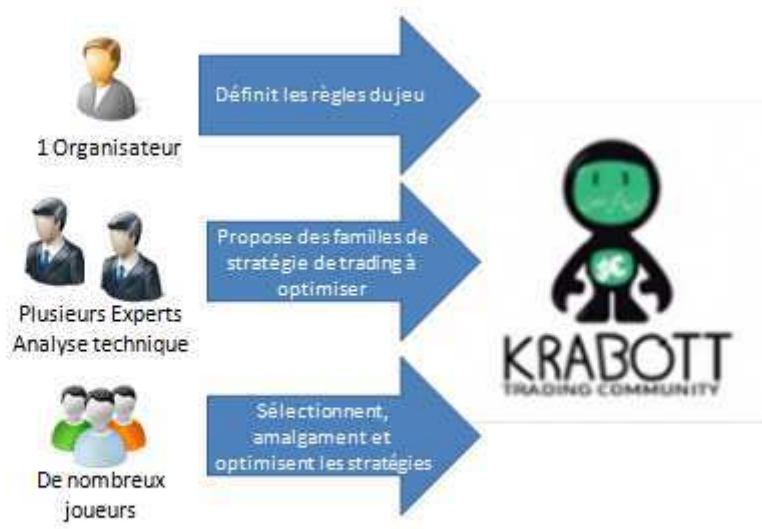 1 Organisateur
Définit les règles du jeu
Plusieurs Experts
Analyse technique
Propose des familles de
stratégie de trading à
optimiser
De nombreux
joueurs
Sélectionnent,
amalgament et
optimisent les stratégies
KRABOTT
TRADING COMMUNITY